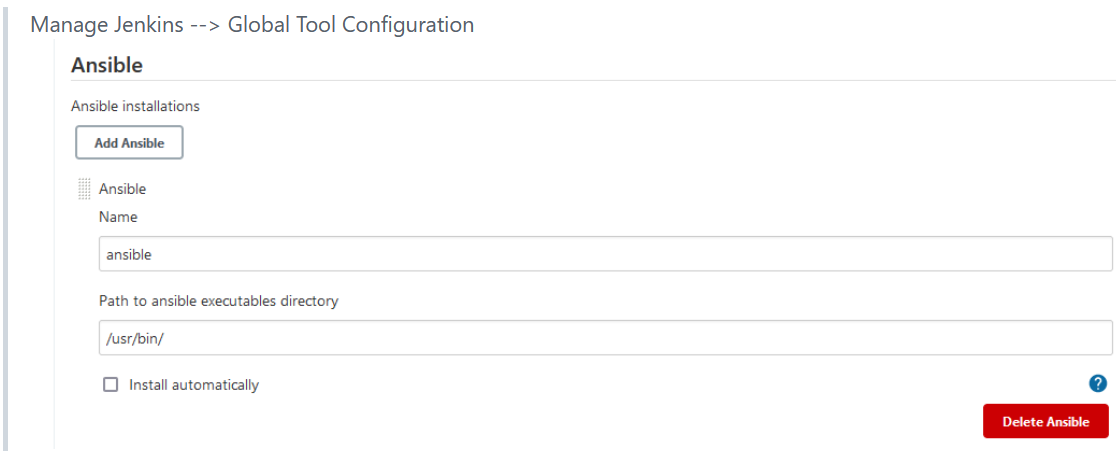 Manage Jenkins --> Global Tool Configuration
Ansible
Ansible installations
Add Ansible
Ansible
Name
ansible
Path to ansible executables directory
/usr/bin/
Install automatically
?
Delete Ansible